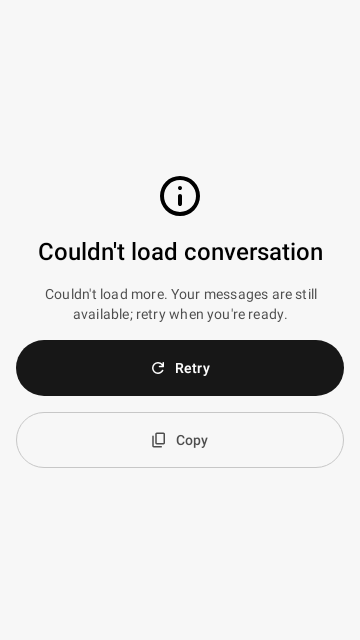 Couldn't load conversation
Couldn't load more. Your messages are still
available; retry when you're ready.
Retry
Copy